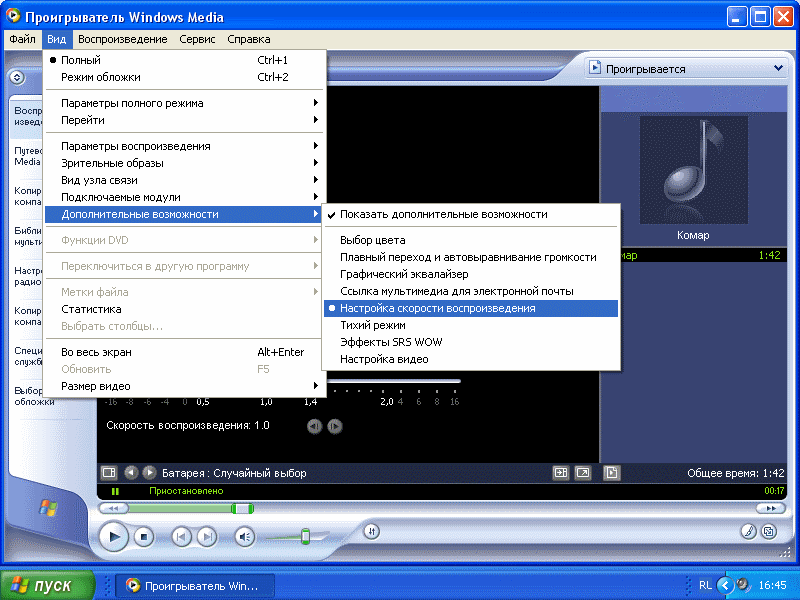 Проигрыватель Windows Media
Файл Вид Воспроизведение Сервис Справка
Полный Ctrl+1
Режим обложки Ctrl+2
Параметры полного режима
Перейти
Параметры воспроизведения
Зрительные образы
Вид узла связи
Подключаемые модули
Дополнительные возможности
Функции DVD
Переключиться в другую программу
Метки файла
Статистика
Выбрать столбцы...
Во весь экран Alt+Enter
Обновить F5
Размер видео
Показать дополнительные возможности
Выбор цвета
Плавный переход и автовыравнивание громкости
Графический эквалайзер
Ссылка мультимедиа для электронной почты
Настройка скорости воспроизведения
Тихий режим
Эффекты SRS WOW
Настройка видео
Проигрывается
Комар
мар 1:42
Воспр
изведе
Путево
Media
Копир
компа
Библи
мульти
Настро
радио
Копир
компа
Специ
служб
Выбор
обложки
-16 -8 -6 -4 0 0,5 1,0 1,4 2,0 4 6 8 16
Скорость воспроизведения: 1.0
Батарея : Случайный выбор
Общее время: 1:42
Приостановлено 00:17
пуск
Проигрыватель Win...
RL 16:45